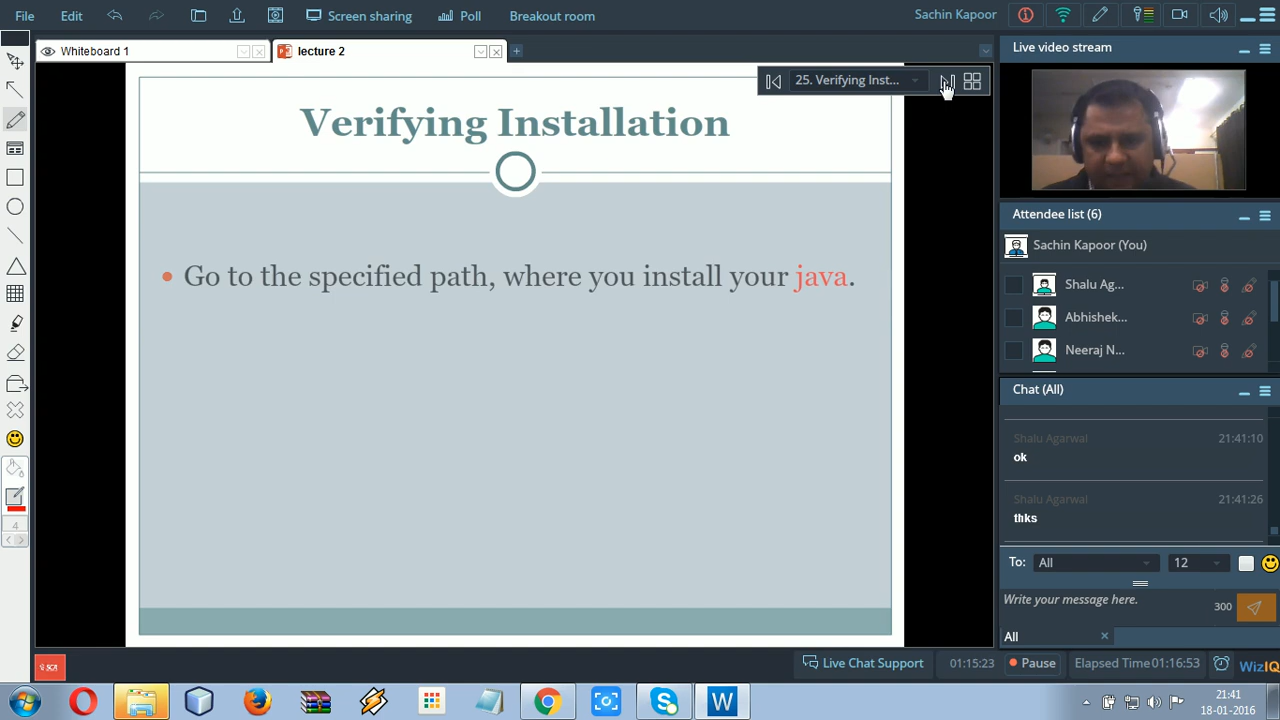 File Edit Screen sharing Poll Breakout room Sachin Kapoor
Whiteboard 1 lecture 2
25. Verifying Inst...
Verifying Installation
Go to the specified path, where you install your java.
Live video stream
Attendee list (6)
Sachin Kapoor (You)
Shalu Ag...
Abhishek...
Neeraj N...
Chat (All)
Shalu Agarwal 21:41:10
ok
Shalu Agarwal 21:41:26
thks
To: All 12
Write your message here. 300
All
4
Live Chat Support 01:15:23 Pause Elapsed Time 01:16:53 WizIQ
W
21:41
18-01-2016